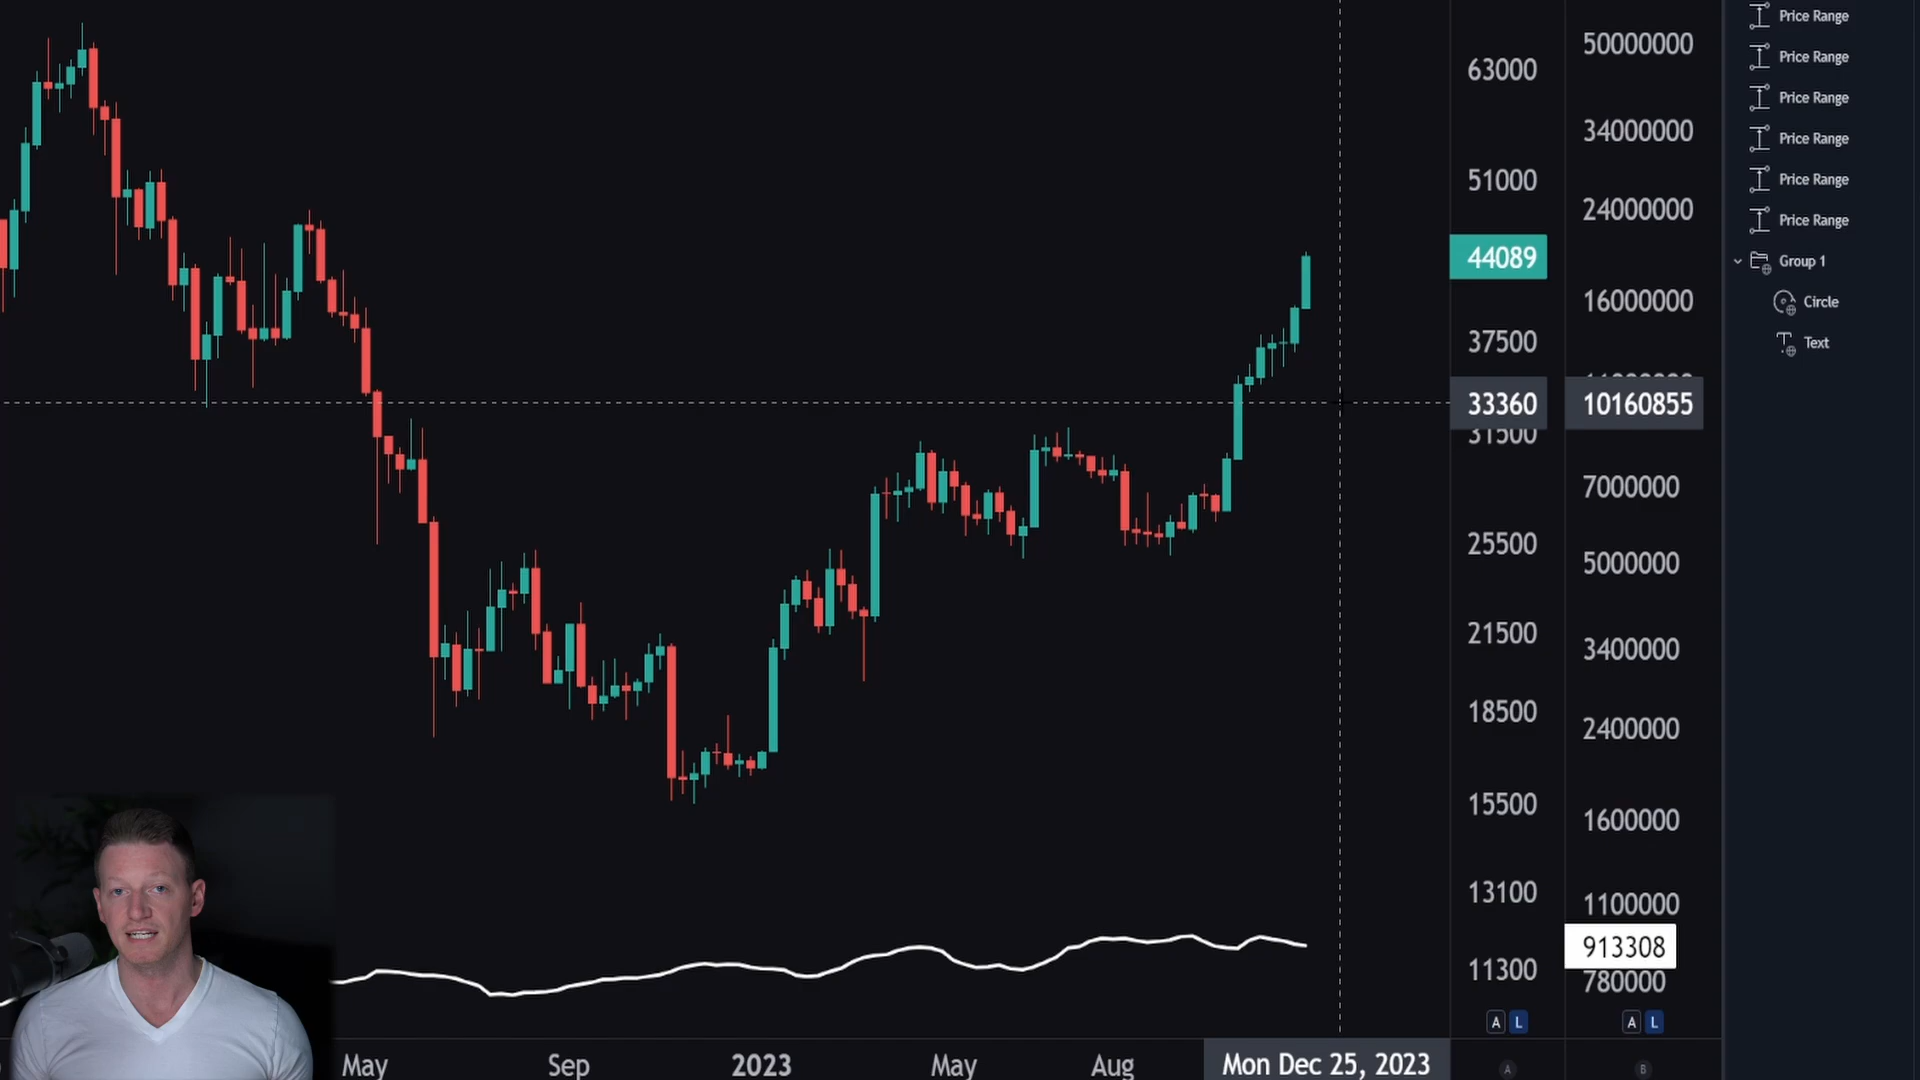 63000
51000
44089
37500
33360
31500
25500
21500
18500
15500
13100
11300
A L
50000000
34000000
24000000
16000000
10160855
7000000
5000000
3400000
2400000
1600000
1100000
913308
780000
A L
Price Range
Price Range
Price Range
Price Range
Price Range
Price Range
Group 1
Circle
Text
May Sep 2023 May Aug Mon Dec 25, 2023 A B